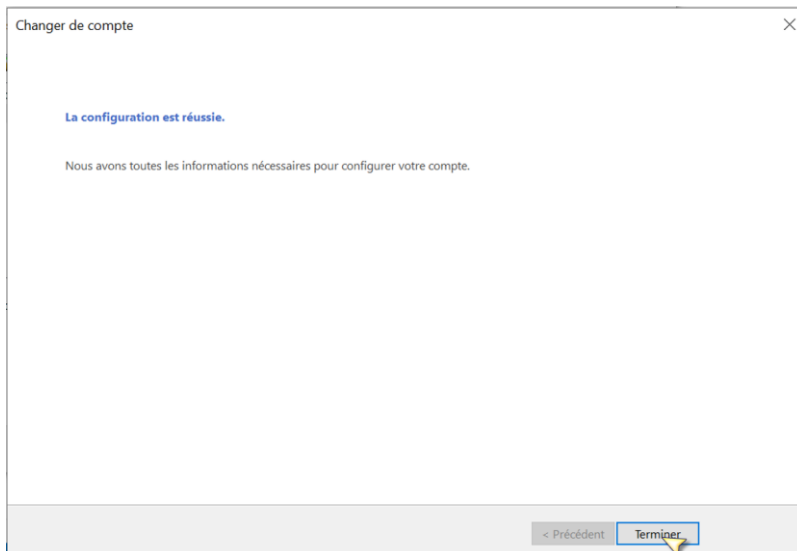 Changer de compte
La configuration est réussie.
Nous avons toutes les informations nécessaires pour configurer votre compte.
< Précédent
Terminer